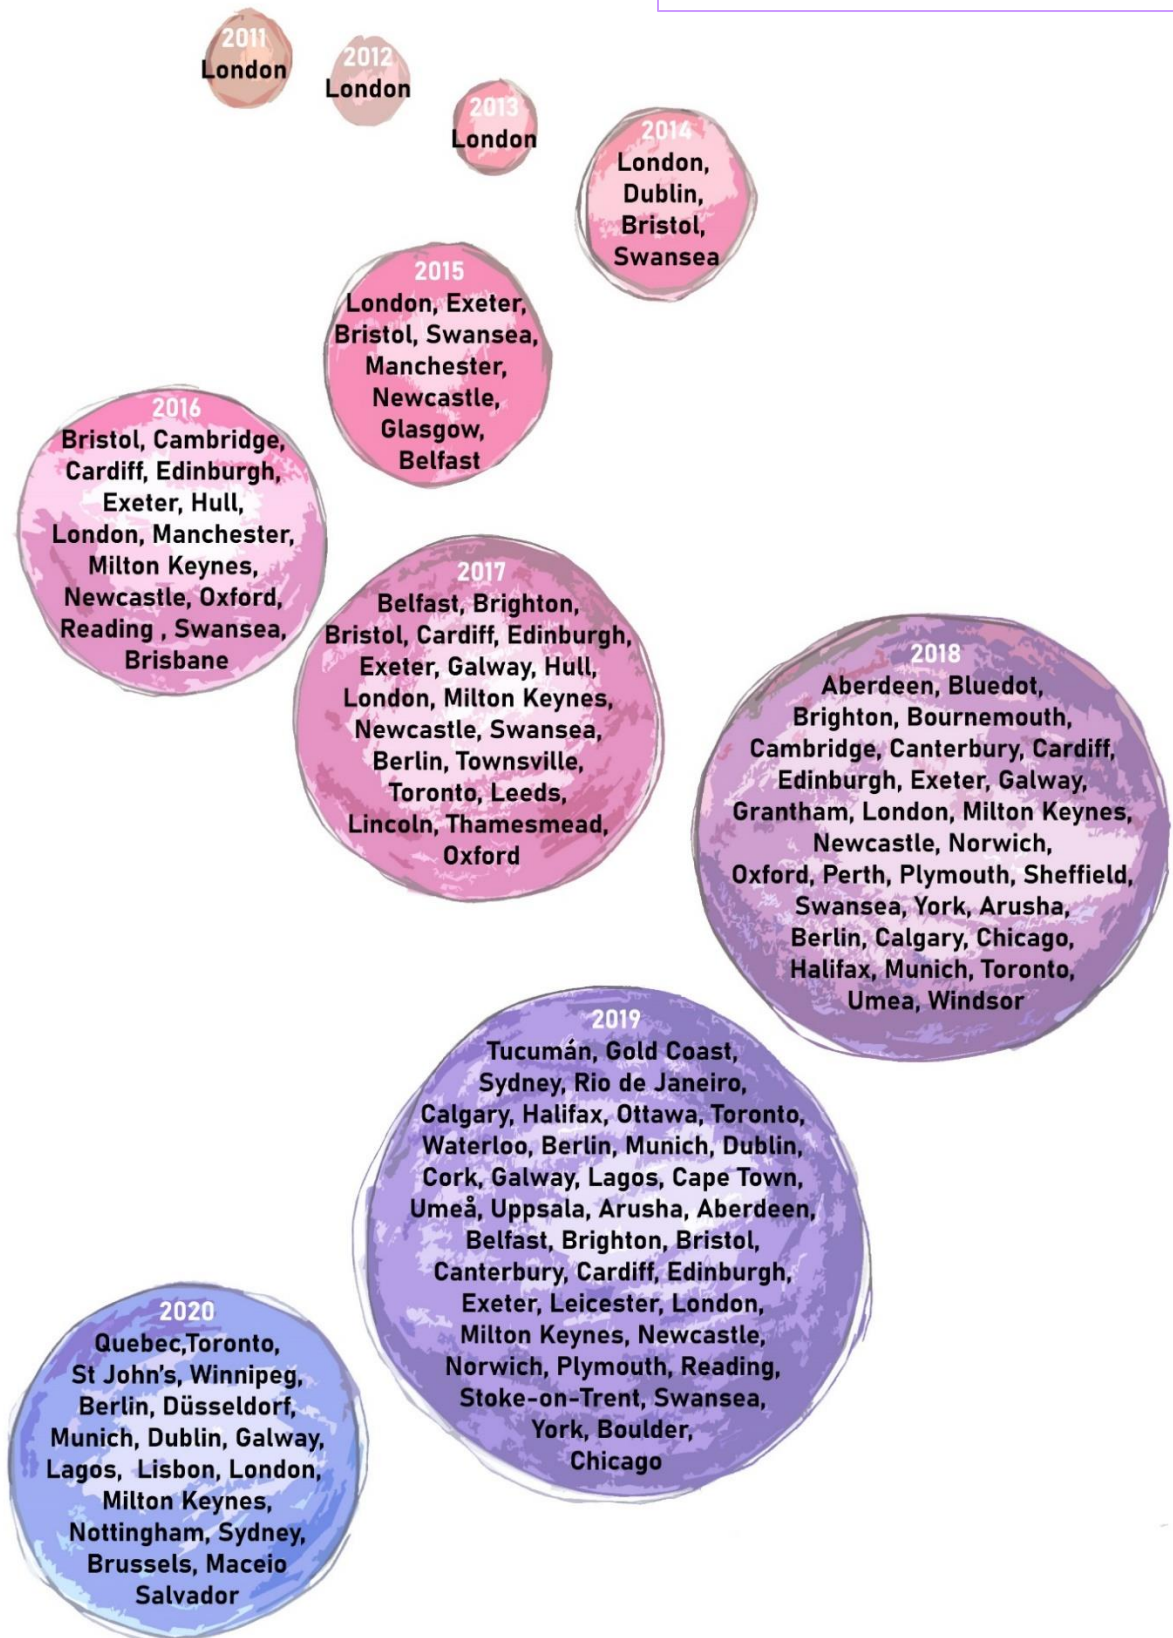 2011
London
2012
London
2013
London
2014
London,
Dublin,
Bristol,
Swansea
2015
London, Exeter,
Bristol, Swansea,
Manchester,
Newcastle,
Glasgow,
Belfast
2016
Bristol, Cambridge,
Cardiff, Edinburgh,
Exeter, Hull,
London, Manchester,
Milton Keynes,
Newcastle, Oxford,
Reading , Swansea,
Brisbane
2017
Belfast, Brighton,
Bristol, Cardiff, Edinburgh,
Exeter, Galway, Hull,
London, Milton Keynes,
Newcastle, Swansea,
Berlin, Townsville,
Toronto, Leeds,
Lincoln, Thamesmead,
Oxford
2018
Aberdeen, Bluedot,
Brighton, Bournemouth,
Cambridge, Canterbury, Cardiff,
Edinburgh, Exeter, Galway,
Grantham, London, Milton Keynes,
Newcastle, Norwich,
Oxford, Perth, Plymouth, Sheffield,
Swansea, York, Arusha,
Berlin, Calgary, Chicago,
Halifax, Munich, Toronto,
Umea, Windsor
2019
Tucumán, Gold Coast,
Sydney, Rio de Janeiro,
Calgary, Halifax, Ottawa, Toronto,
Waterloo, Berlin, Munich, Dublin,
Cork, Galway, Lagos, Cape Town,
Umeå, Uppsala, Arusha, Aberdeen,
Belfast, Brighton, Bristol,
Canterbury, Cardiff, Edinburgh,
Exeter, Leicester, London,
Milton Keynes, Newcastle,
Norwich, Plymouth, Reading,
Stoke-on-Trent, Swansea,
York, Boulder,
Chicago
2020
Quebec,Toronto,
St John's, Winnipeg,
Berlin, Düsseldorf,
Munich, Dublin, Galway,
Lagos, Lisbon, London,
Milton Keynes,
Nottingham, Sydney,
Brussels, Maceio
Salvador